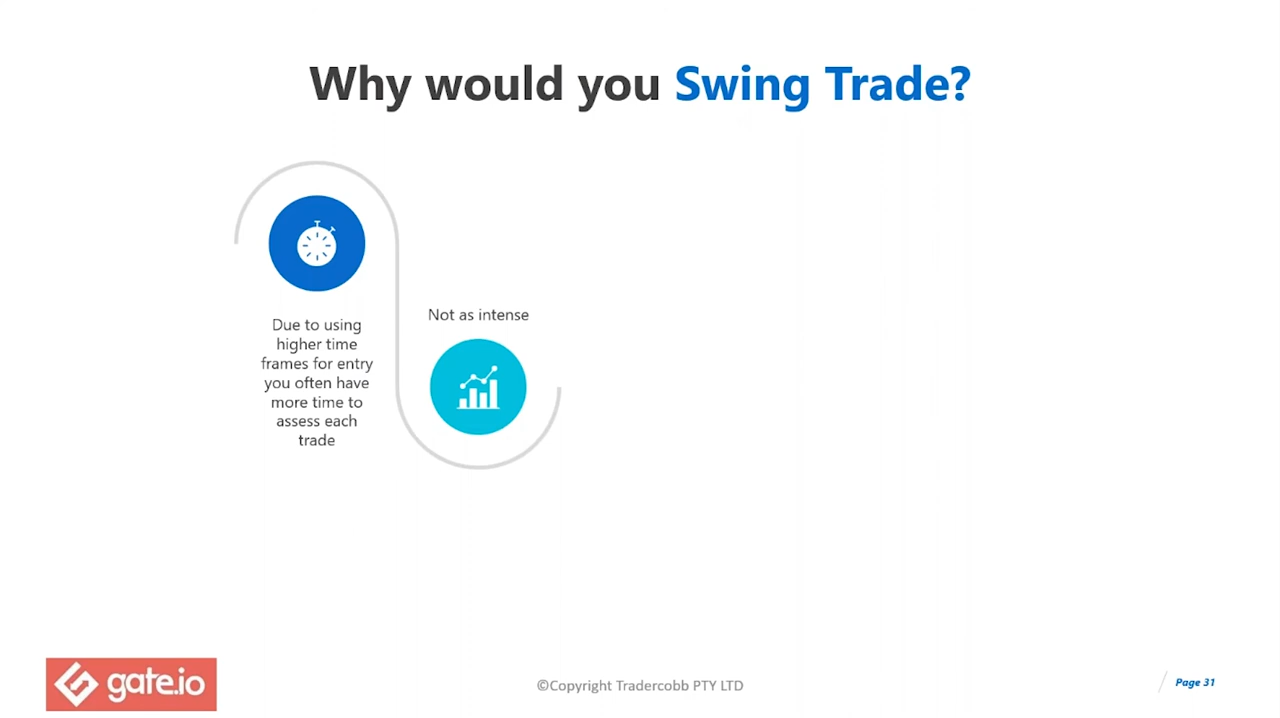 Why would you Swing Trade?
Due to using
higher time
frames for entry
you often have
more time to
assess each
trade
Not as intense
gate.io
©Copyright Tradercobb PTY LTD
Page 31